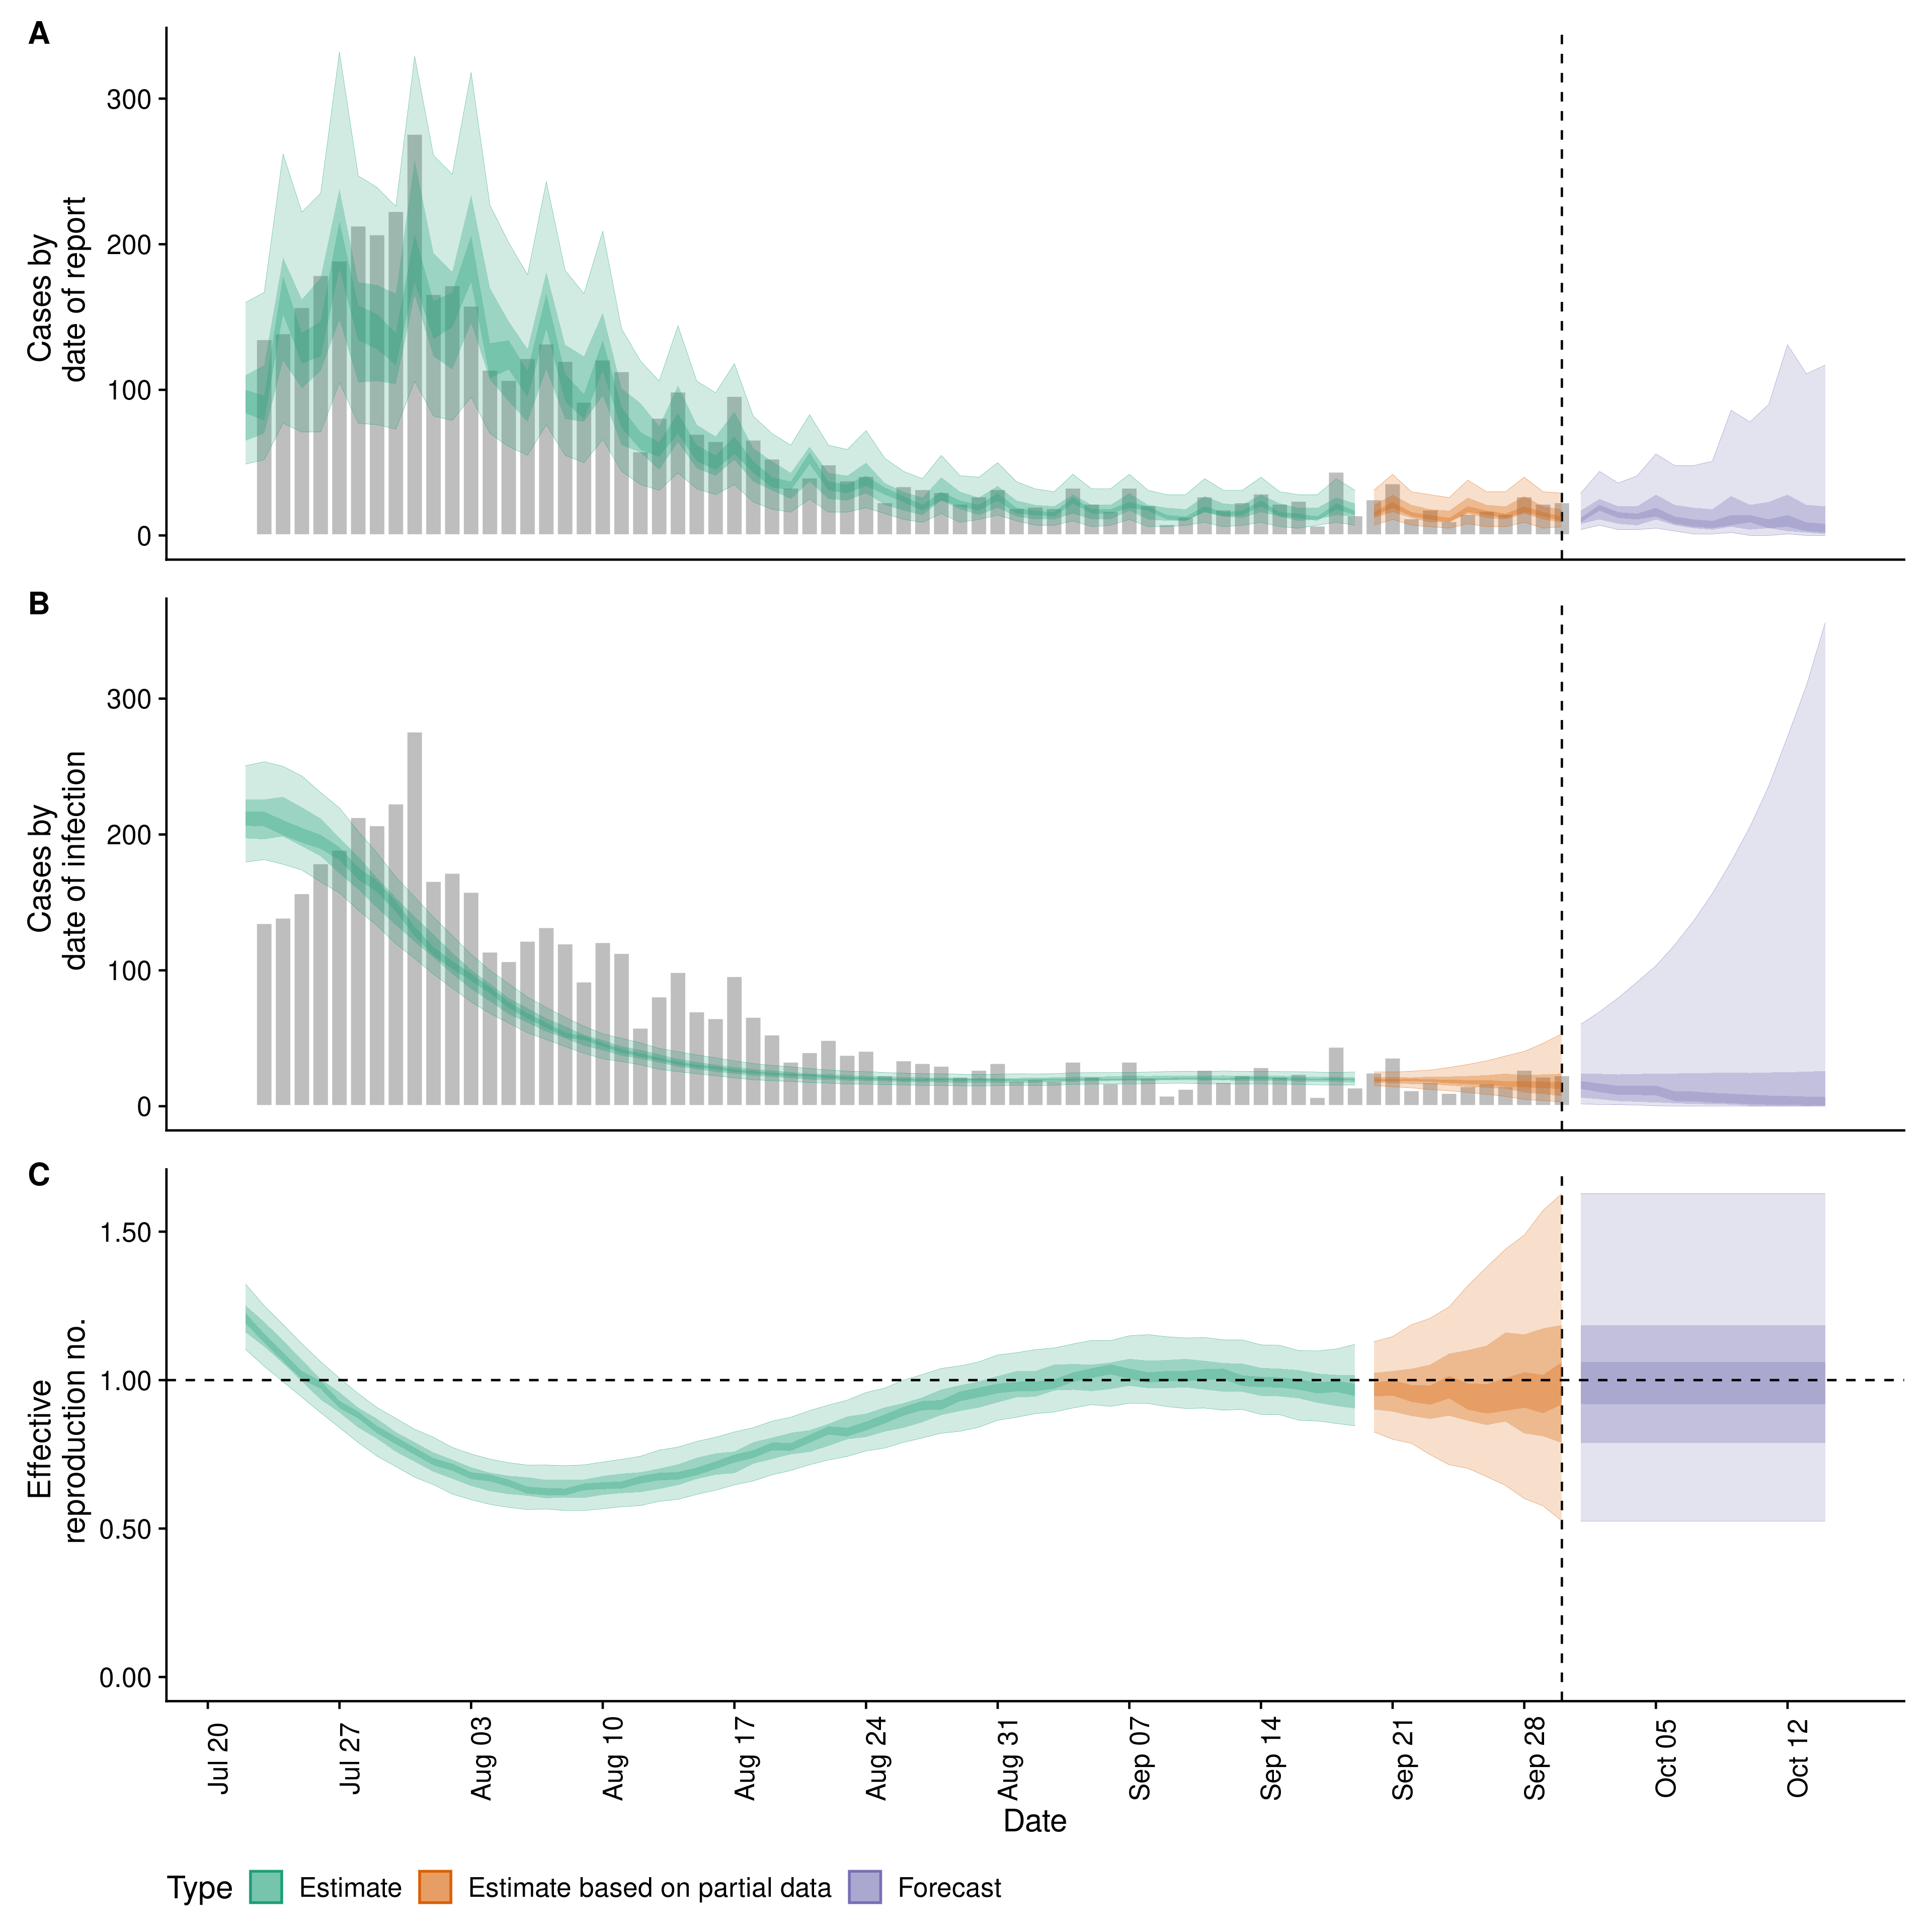 A
300
200
100
0
Cases by
date of report
B
300
200
100
0
Cases by
date of infection
C
1.50
1.00
0.50
0.00
Effective
reproduction no.
Jul 20
Jul 27
Aug 03
Aug 10
Aug 17
Aug 24
Aug 31
Sep 07
Sep 14
Sep 21
Sep 28
Oct 05
Oct 12
Date
Type Estimate Estimate based on partial data Forecast